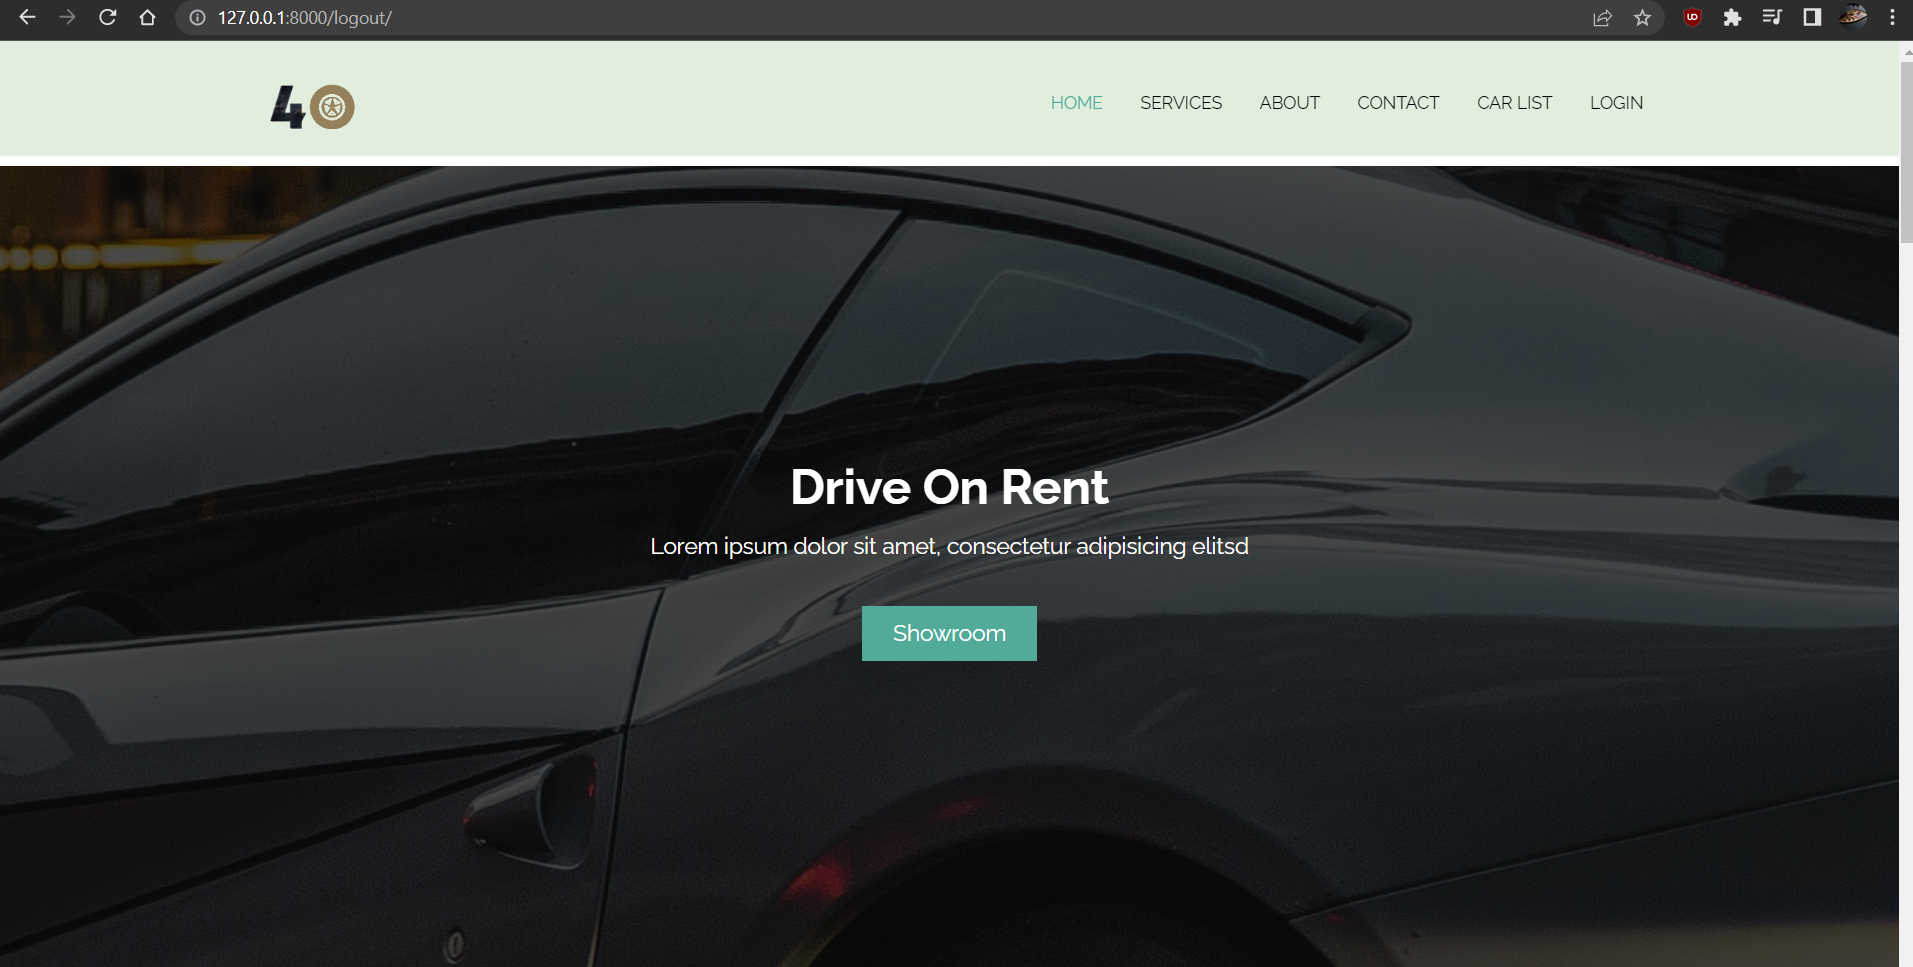 127.0.0.1:8000/logout/
40
HOME SERVICES ABOUT CONTACT CAR LIST LOGIN
Drive On Rent
Lorem ipsum dolor sit amet, consectetur adipisicing elitsd
Showroom